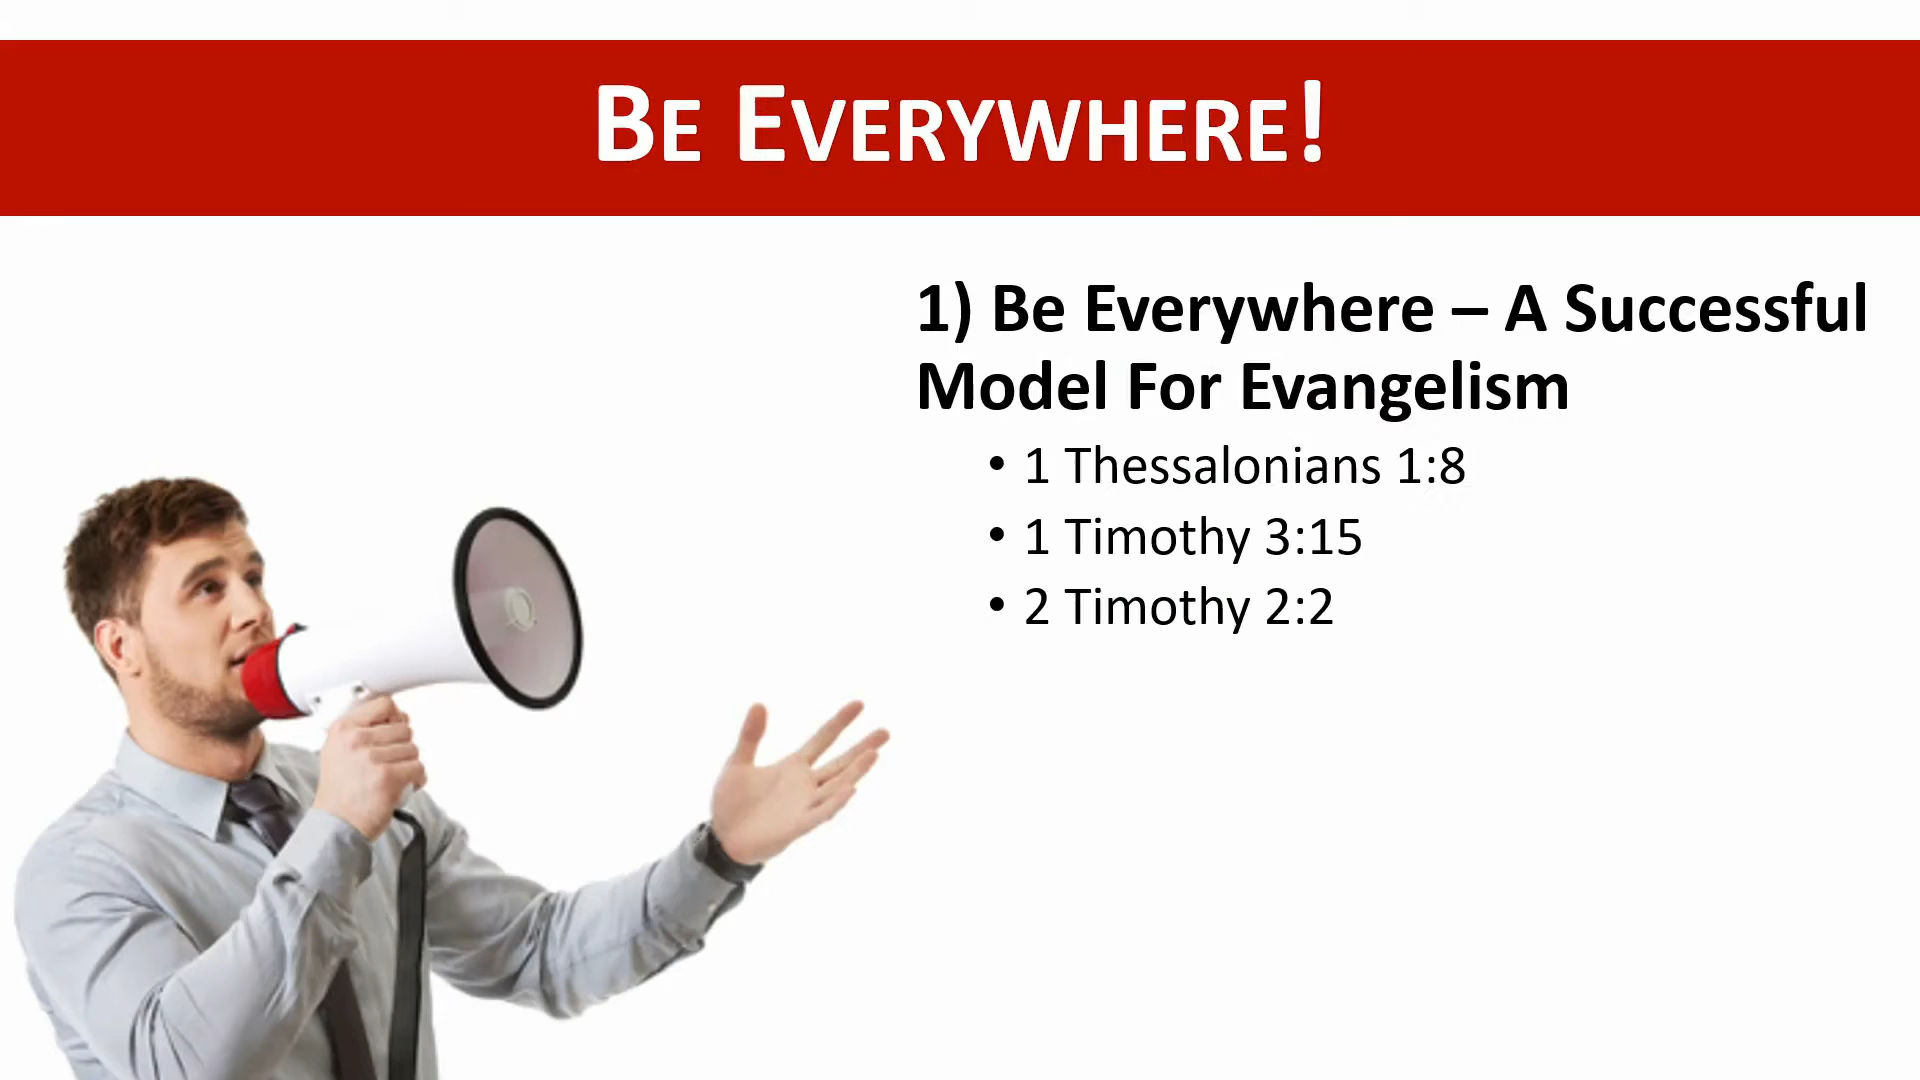 BE EVERYWHERE!
1) Be Everywhere – A Successful
Model For Evangelism
• 1 Thessalonians 1:8
• 1 Timothy 3:15
• 2 Timothy 2:2